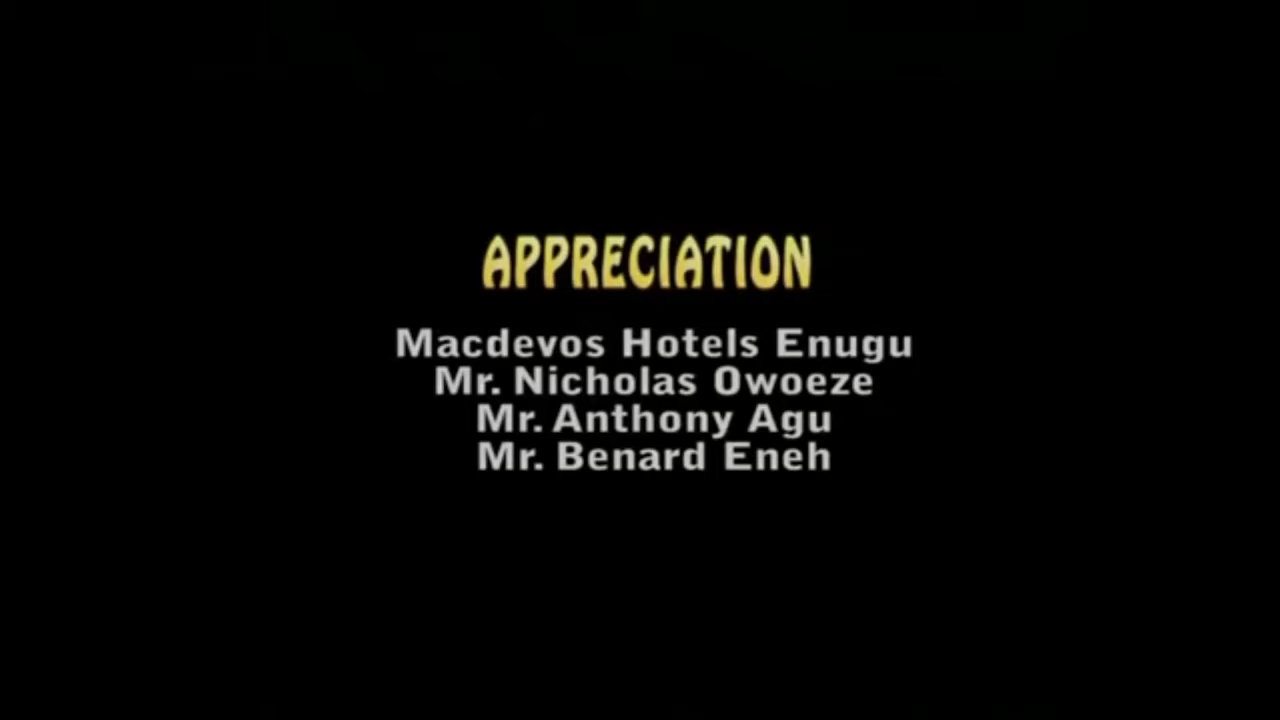 APPRECIATION
Macdevos Hotels Enugu
Mr. Nicholas Owoeze
Mr. Anthony Agu
Mr. Benard Eneh